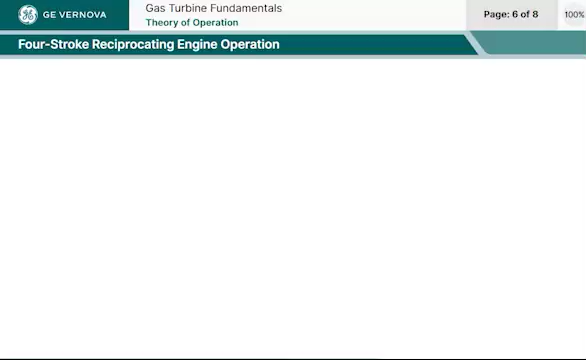 GE VERNOVA
Gas Turbine Fundamentals
Theory of Operation
Page: 6 of 8
100%
Four-Stroke Reciprocating Engine Operation